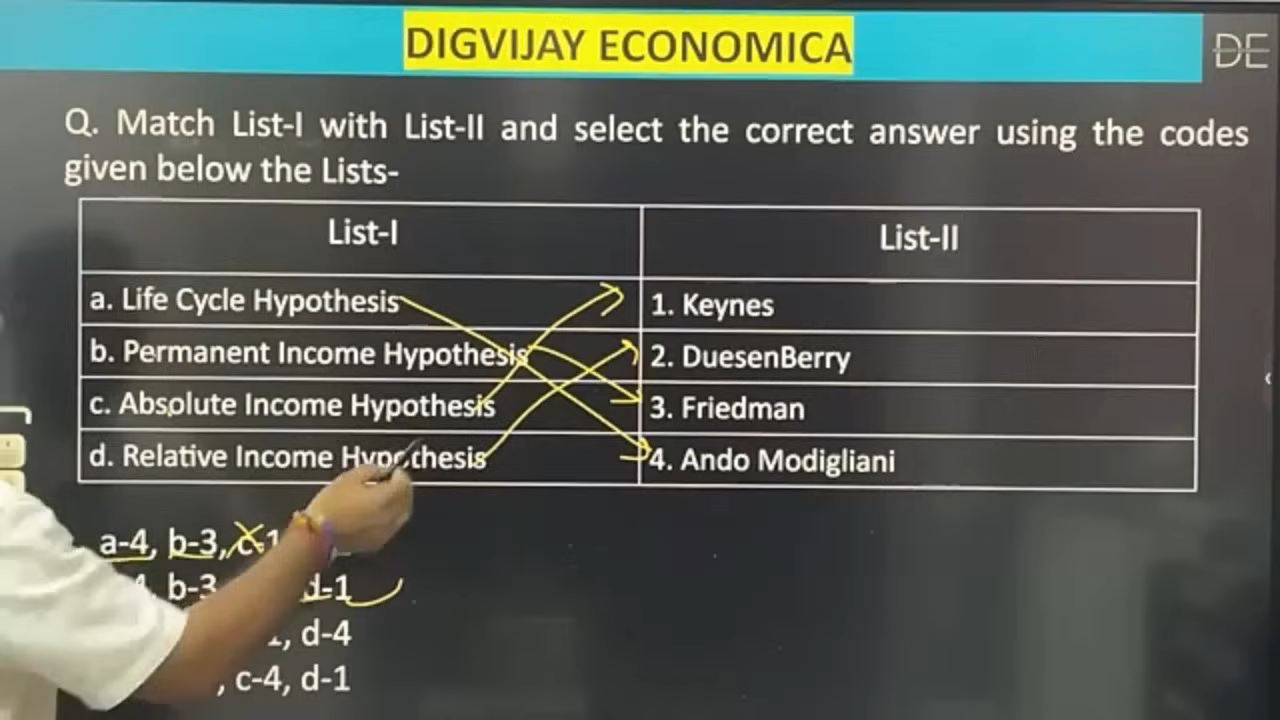 DIGVIJAY ECONOMICA
DE
Q. Match List-I with List-II and select the correct answer using the codes
given below the Lists-
List-I List-II
a. Life Cycle Hypothesis 1. Keynes
b. Permanent Income Hypothesis 2. DuesenBerry
c. Absolute Income Hypothesis 3. Friedman
d. Relative Income Hypothesis 4. Ando Modigliani
a-4, b-3, c-1
b-3 d-1
, d-4
, c-4, d-1